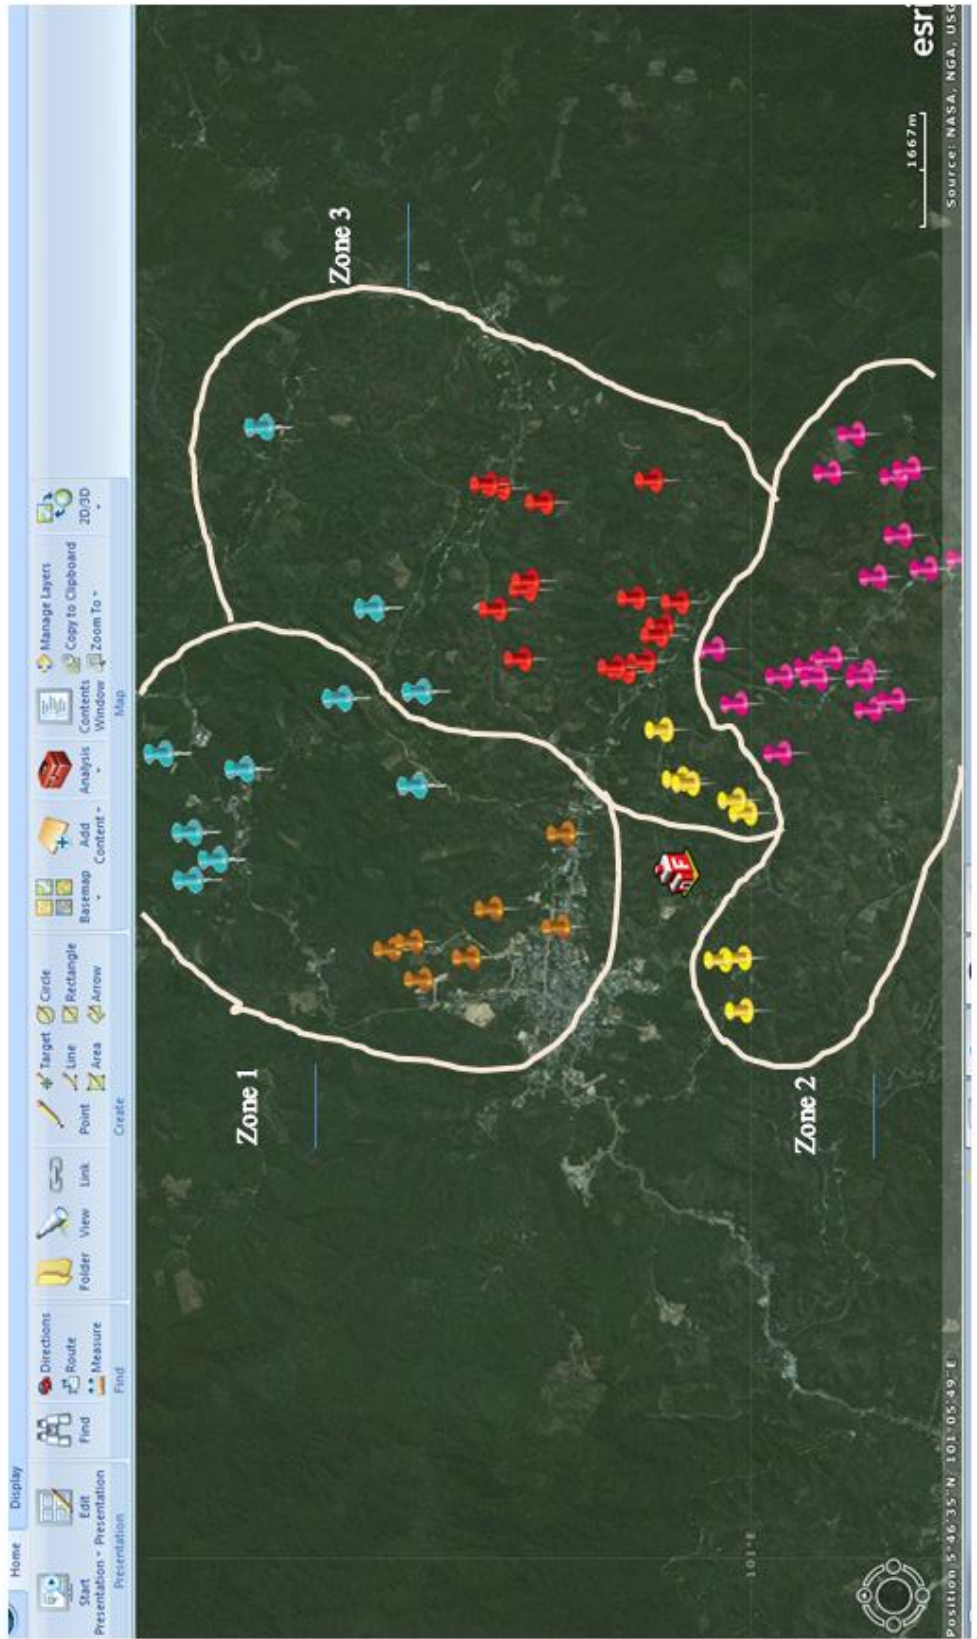 Home Display
Start Presentation
Edit Presentation
Presentation
Find
Directions
Route
Measure
Find
Folder
View
Link
Point
Target
Line
Area
Circle
Rectangle
Arrow
Create
Basemap
Add Content
Analysis
Contents Window
Manage Layers
Copy to Clipboard
Zoom To
2D/3D
Map
Zone 1
Zone 3
Zone 2
F
101°E
1667m
esri
Position 5°46'35"N 101°05'49"E
Source: NASA, NGA, USG